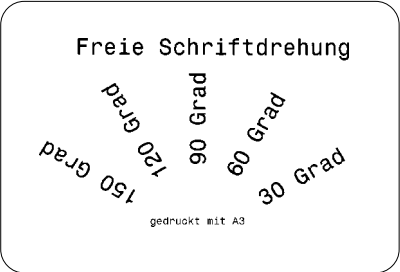 Freie Schriftdrehung
150 Grad
120 Grad
90 Grad
60 Grad
30 Grad
gedruckt mit A3